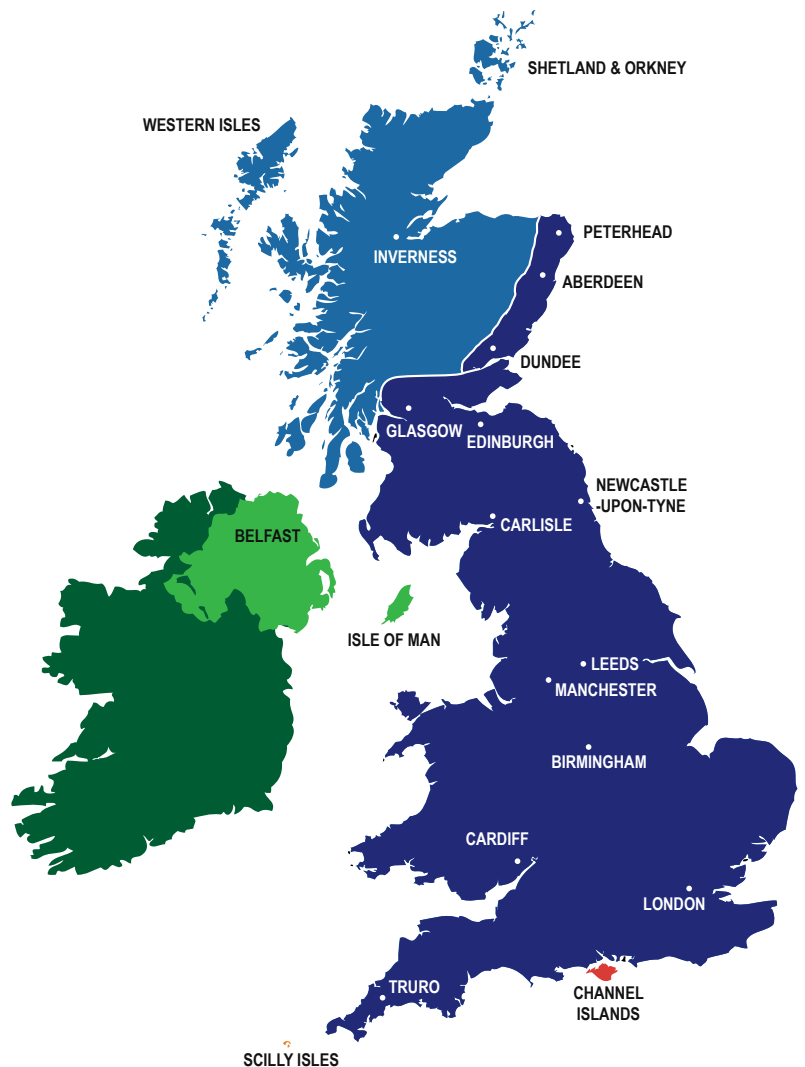 SHETLAND & ORKNEY
WESTERN ISLES
PETERHEAD
INVERNESS
ABERDEEN
DUNDEE
GLASGOW
EDINBURGH
NEWCASTLE
-UPON-TYNE
CARLISLE
BELFAST
ISLE OF MAN
LEEDS
MANCHESTER
BIRMINGHAM
CARDIFF
LONDON
TRURO
CHANNEL
ISLANDS
SCILLY ISLES